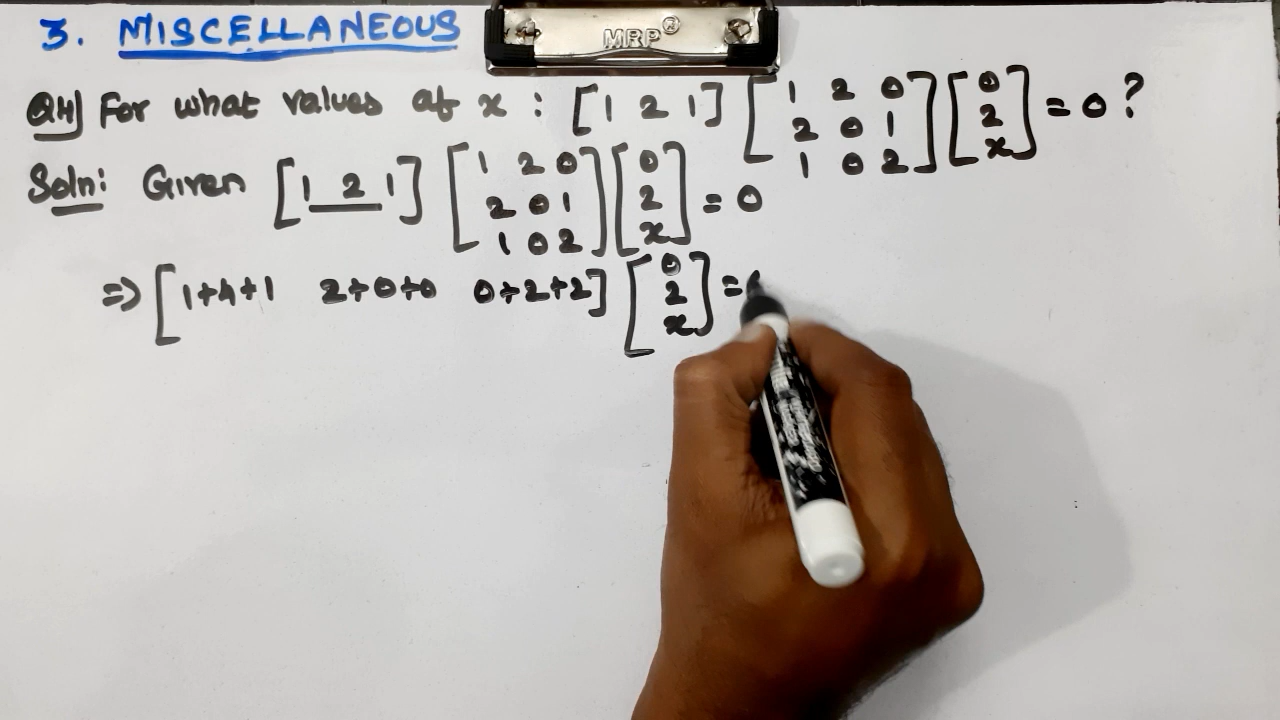 3. MISCELLANEOUS
MRP®
Q4] For what values of x : [1 2 1] [1 2 0 [0
2 0 1 2
1 0 2] x] = 0 ?
Soln: Given [1 2 1] [1 2 0 [0
2 0 1 2
1 0 2] x] = 0
=> [1+4+1 2+0+0 0+2+2] [0
2
x] =